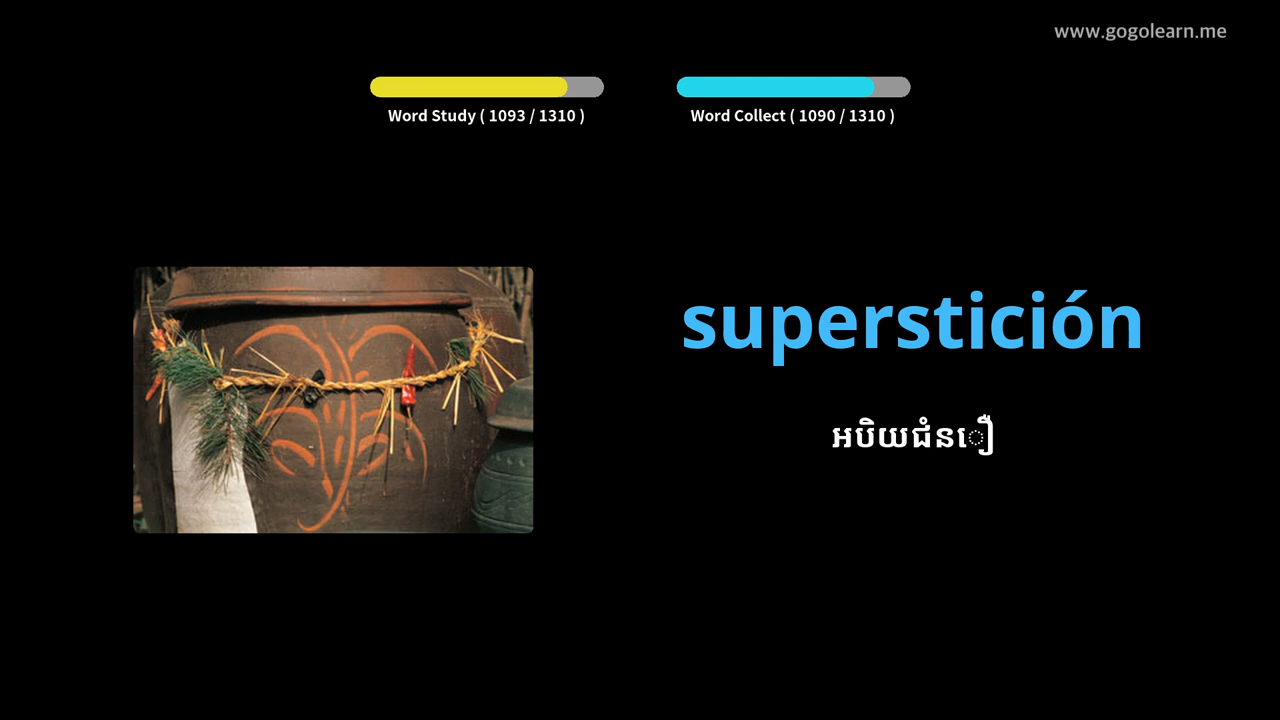 www.gogolearn.me
Word Study ( 1093 / 1310 )
Word Collect ( 1090 / 1310 )
superstición
អបិយជំនឿ